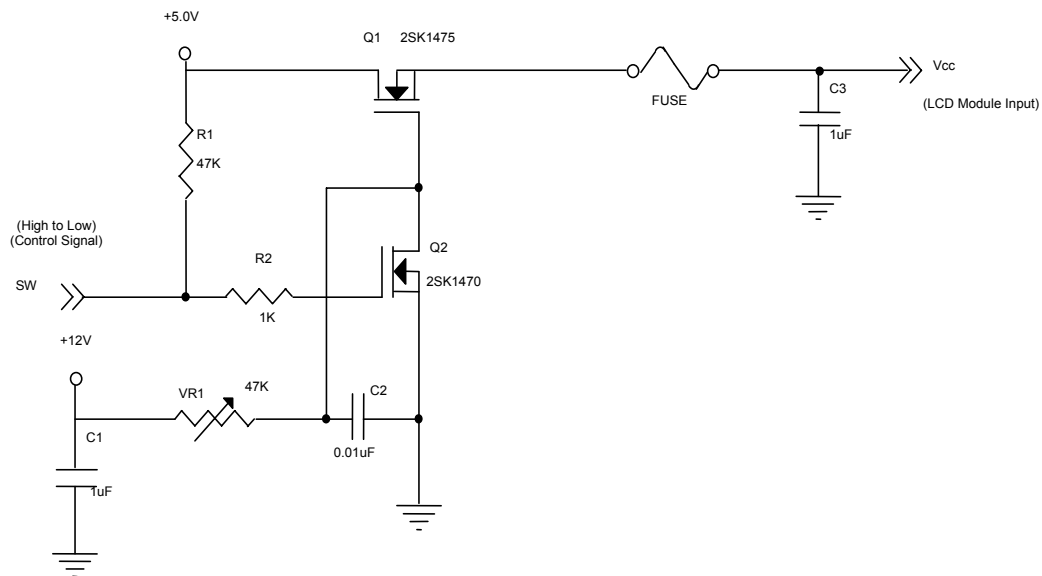 +5.0V
Q1 2SK1475
Vcc
(LCD Module Input)
FUSE
C3
1uF
R1
47K
(High to Low)
(Control Signal)
SW
R2
1K
Q2
2SK1470
+12V
VR1
47K
C2
0.01uF
C1
1uF